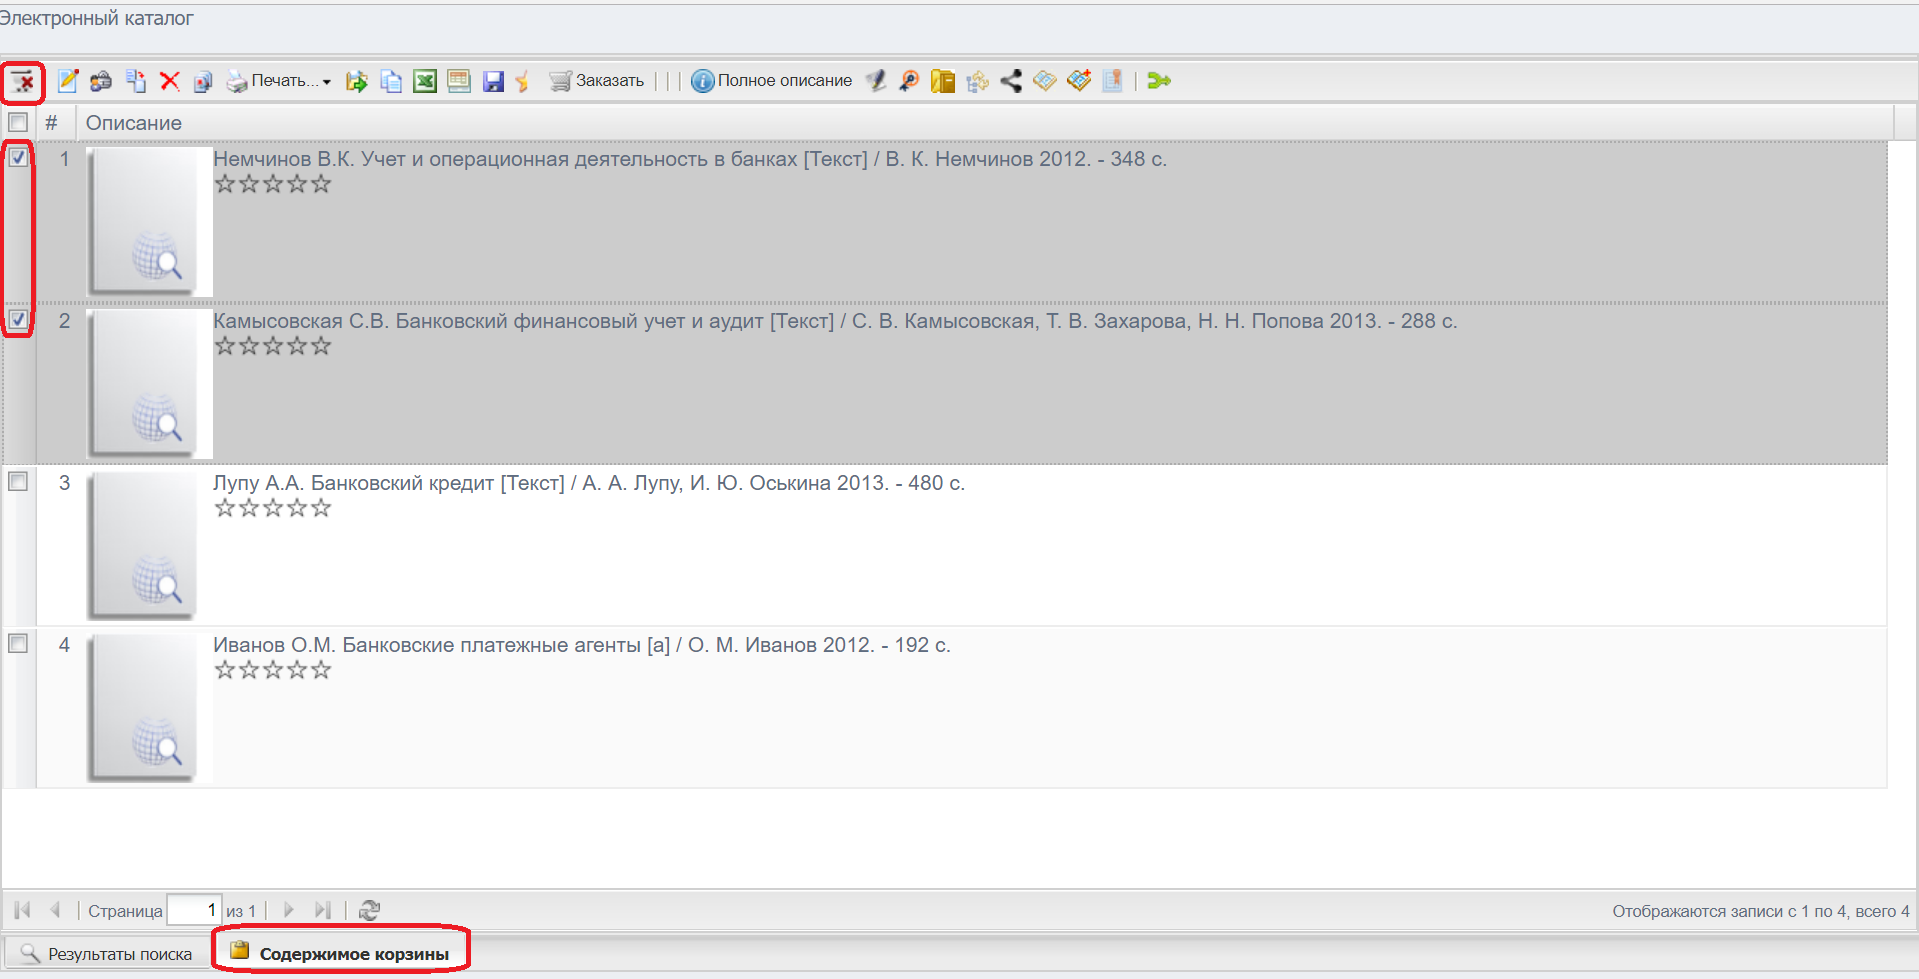 Электронный каталог
Печать... Заказать Полное описание
# Описание
1 Немчинов В.К. Учет и операционная деятельность в банках [Текст] / В. К. Немчинов 2012. - 348 с.
2 Камысовская С.В. Банковский финансовый учет и аудит [Текст] / С. В. Камысовская, Т. В. Захарова, Н. Н. Попова 2013. - 288 с.
3 Лупу А.А. Банковский кредит [Текст] / А. А. Лупу, И. Ю. Оськина 2013. - 480 с.
4 Иванов О.М. Банковские платежные агенты [а] / О. М. Иванов 2012. - 192 с.
Страница 1 из 1 Отображаются записи с 1 по 4, всего 4
Результаты поиска Содержимое корзины